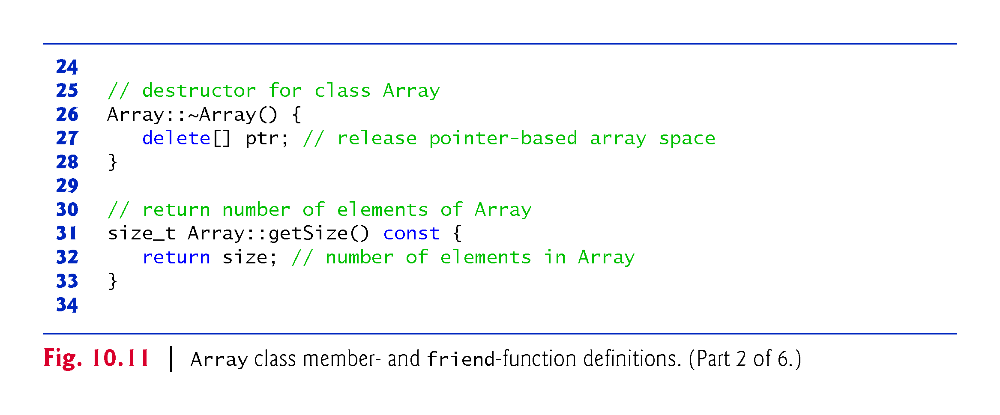 24
25 // destructor for class Array
26 Array::~Array() {
27    delete[] ptr; // release pointer-based array space
28 }
29
30 // return number of elements of Array
31 size_t Array::getSize() const {
32    return size; // number of elements in Array
33 }
34
Fig. 10.11 | Array class member- and friend-function definitions. (Part 2 of 6.)